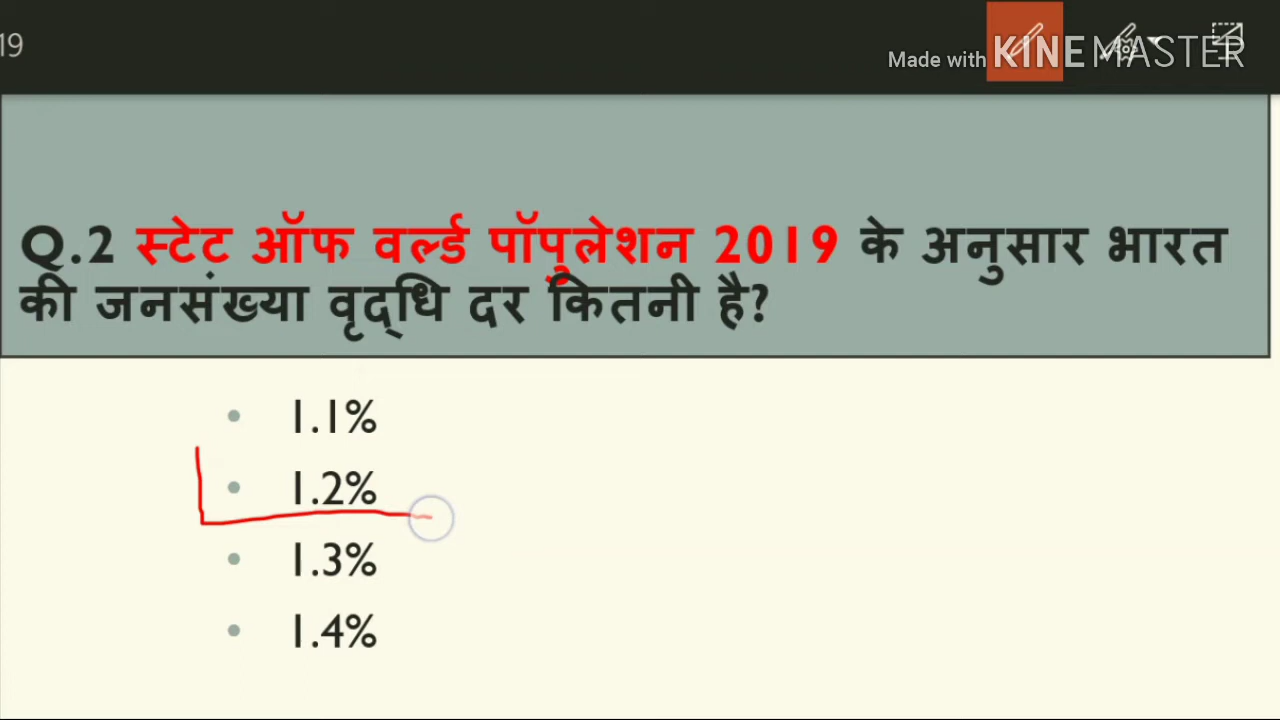 19
Made with KINEMASTER
Q.2 स्टेट ऑफ वर्ल्ड पॉपुलेशन 2019 के अनुसार भारत
की जनसंख्या वृद्धि दर कितनी है?
• 1.1%
• 1.2%
• 1.3%
• 1.4%